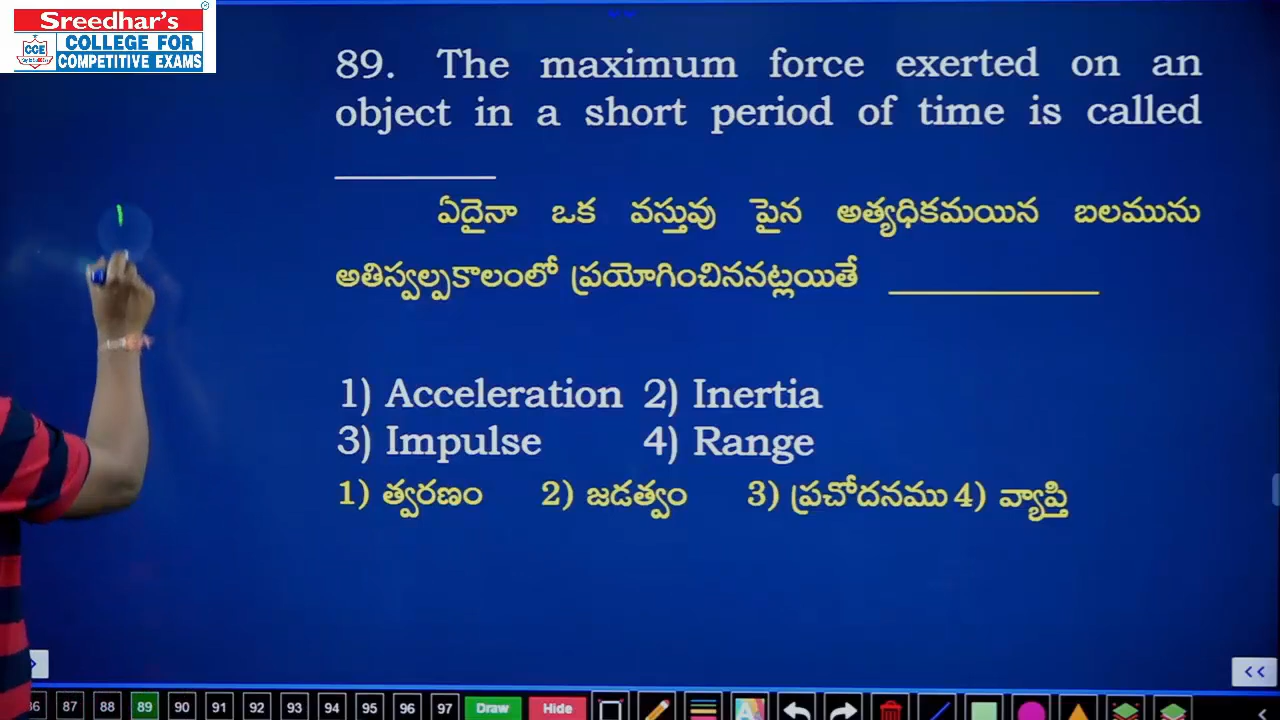 Sreedhar's
CCE
COLLEGE FOR
COMPETITIVE EXAMS
89. The maximum force exerted on an
object in a short period of time is called
__________
ఏదైనా ఒక వస్తువు పైన అత్యధికమయిన బలమును
అతిస్వల్పకాలంలో ప్రయోగించిననట్లయితే __________
1) Acceleration 2) Inertia
3) Impulse 4) Range
1) త్వరణం 2) జడత్వం 3) ప్రచోదనము 4) వ్యాప్తి
<<
86 87 88 89 90 91 92 93 94 95 96 97 Draw Hide